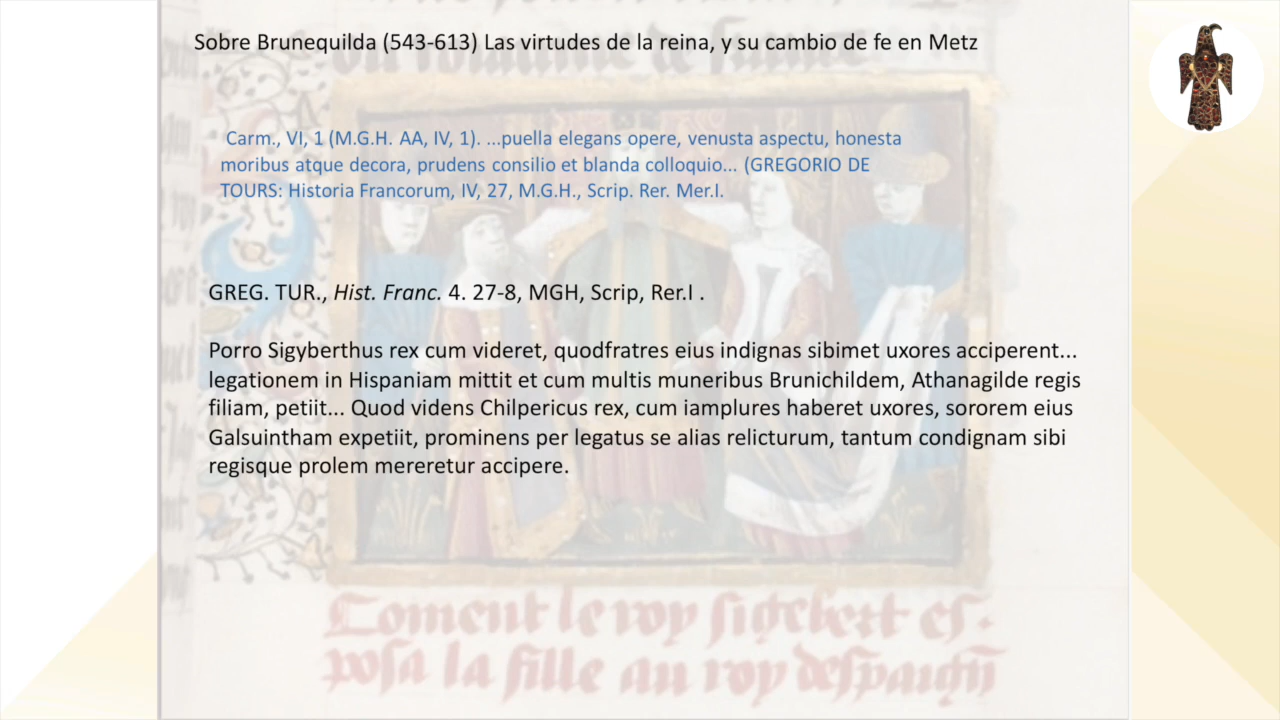 Sobre Brunequilda (543-613) Las virtudes de la reina, y su cambio de fe en Metz
Carm., VI, 1 (M.G.H. AA, IV, 1). ...puella elegans opere, venusta aspectu, honesta
moribus atque decora, prudens consilio et blanda colloquio... (GREGORIO DE
TOURS: Historia Francorum, IV, 27, M.G.H., Scrip. Rer. Mer.I.
GREG. TUR., Hist. Franc. 4. 27-8, MGH, Scrip, Rer.I .
Porro Sigyberthus rex cum videret, quodfratres eius indignas sibimet uxores acciperent...
legationem in Hispaniam mittit et cum multis muneribus Brunichildem, Athanagilde regis
filiam, petiit... Quod videns Chilpericus rex, cum iamplures haberet uxores, sororem eius
Galsuintham expetiit, prominens per legatus se alias relicturum, tantum condignam sibi
regisque prolem mereretur accipere.
Coment le roy sigebert es-
posa la fille au roy despaigñ